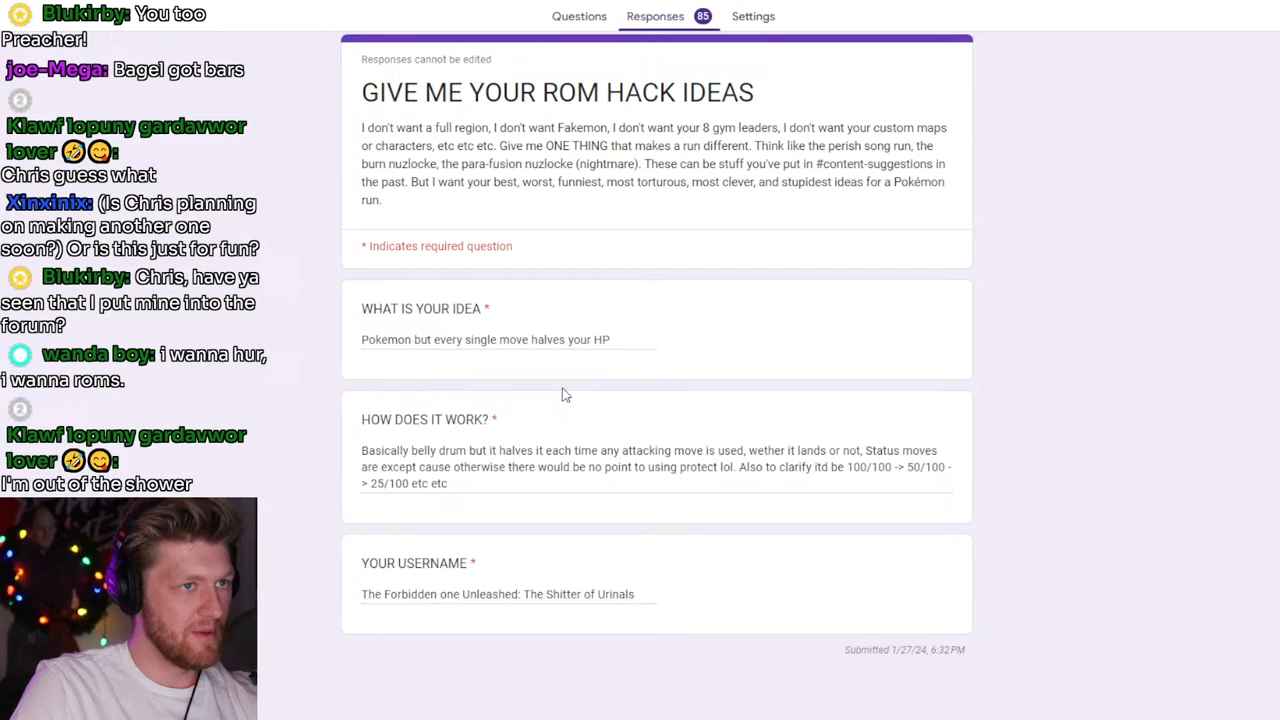 Blukirby: You too
Preacher!
joe-Mega: Bagel got bars
2
Klawf lopuny gardavwor
lover 🤣😋:
Chris guess what
Xinxinix: (Is Chris planning
on making another one
soon?) Or is this just for fun?
Blukirby: Chris, have ya
seen that I put mine into the
forum?
wanda boy: i wanna hur,
i wanna roms.
2
Klawf lopuny gardavwor
lover 🤣😋:
I'm out of the shower
Questions Responses 85 Settings
Responses cannot be edited
GIVE ME YOUR ROM HACK IDEAS
I don't want a full region, I don't want Fakemon, I don't want your 8 gym leaders, I don't want your custom maps
or characters, etc etc etc. Give me ONE THING that makes a run different. Think like the perish song run, the
burn nuzlocke, the para-fusion nuzlocke (nightmare). These can be stuff you've put in #content-suggestions in
the past. But I want your best, worst, funniest, most torturous, most clever, and stupidest ideas for a Pokémon
run.
* Indicates required question
WHAT IS YOUR IDEA *
Pokemon but every single move halves your HP
HOW DOES IT WORK? *
Basically belly drum but it halves it each time any attacking move is used, wether it lands or not, Status moves
are except cause otherwise there would be no point to using protect lol. Also to clarify itd be 100/100 -> 50/100 -
> 25/100 etc etc
YOUR USERNAME *
The Forbidden one Unleashed: The Shitter of Urinals
Submitted 1/27/24, 6:32 PM